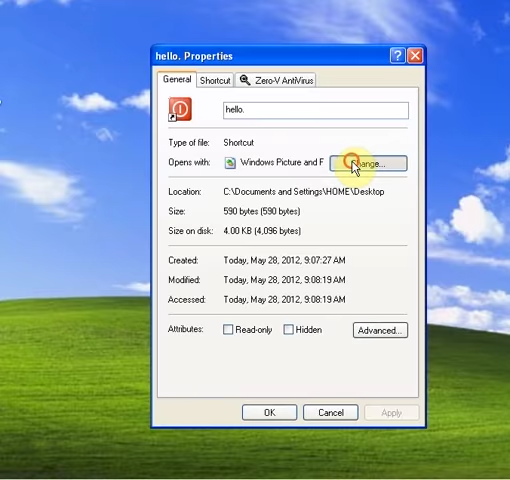 hello. Properties
General Shortcut Zero-V AntiVirus
hello.
Type of file: Shortcut
Opens with: Windows Picture and F
Location: C:\Documents and Settings\HOME\Desktop
Size: 590 bytes (590 bytes)
Size on disk: 4.00 KB (4,096 bytes)
Created: Today, May 28, 2012, 9:07:27 AM
Modified: Today, May 28, 2012, 9:08:19 AM
Accessed: Today, May 28, 2012, 9:08:19 AM
Attributes: Read-only Hidden Advanced...
OK Cancel Apply